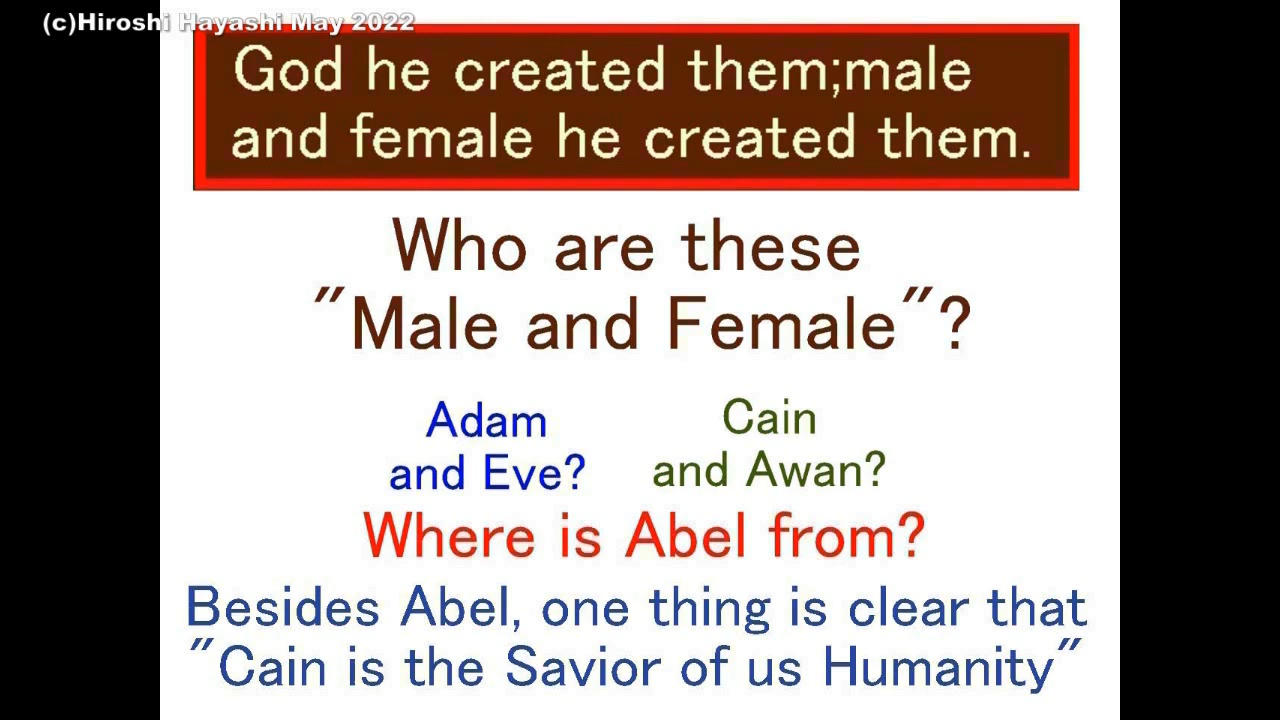 (c)Hiroshi Hayashi May 2022
God he created them;male
and female he created them.
Who are these
"Male and Female"?
Adam
and Eve?
Cain
and Awan?
Where is Abel from?
Besides Abel, one thing is clear that
"Cain is the Savior of us Humanity"